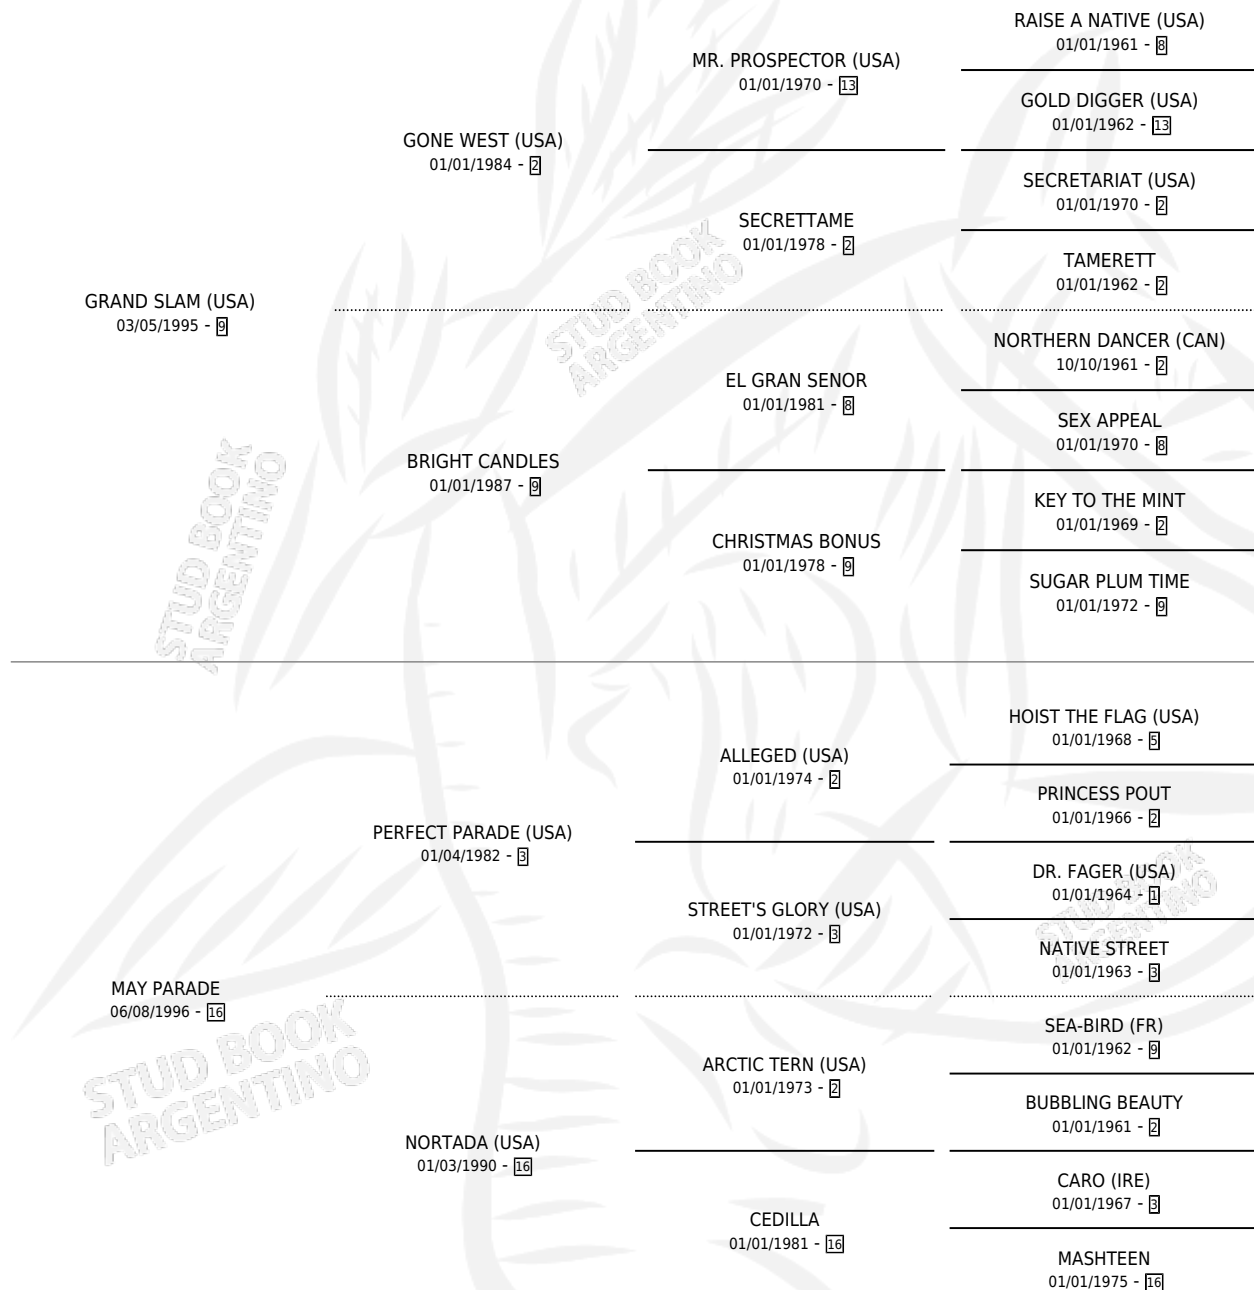 RAISE A NATIVE (USA)
01/01/1961 - 8
MR. PROSPECTOR (USA)
01/01/1970 - 13
GOLD DIGGER (USA)
01/01/1962 - 13
GONE WEST (USA)
01/01/1984 - 2
SECRETARIAT (USA)
01/01/1970 - 2
SECRETTAME
01/01/1978 - 2
TAMERETT
01/01/1962 - 2
GRAND SLAM (USA)
03/05/1995 - 9
NORTHERN DANCER (CAN)
10/10/1961 - 2
EL GRAN SENOR
01/01/1981 - 8
SEX APPEAL
01/01/1970 - 8
BRIGHT CANDLES
01/01/1987 - 9
KEY TO THE MINT
01/01/1969 - 2
CHRISTMAS BONUS
01/01/1978 - 9
SUGAR PLUM TIME
01/01/1972 - 9
HOIST THE FLAG (USA)
01/01/1968 - 5
ALLEGED (USA)
01/01/1974 - 2
PRINCESS POUT
01/01/1966 - 2
PERFECT PARADE (USA)
01/04/1982 - 3
DR. FAGER (USA)
01/01/1964 - 1
STREET'S GLORY (USA)
01/01/1972 - 3
NATIVE STREET
01/01/1963 - 3
MAY PARADE
06/08/1996 - 16
SEA-BIRD (FR)
01/01/1962 - 9
ARCTIC TERN (USA)
01/01/1973 - 2
BUBBLING BEAUTY
01/01/1961 - 2
NORTADA (USA)
01/03/1990 - 16
CARO (IRE)
01/01/1967 - 3
CEDILLA
01/01/1981 - 16
MASHTEEN
01/01/1975 - 16
STUD BOOK
ARGENTINO
STUD BOOK
ARGENTINO
STUD BOOK
ARGENTINO
STUD BOOK
ARGENTINO